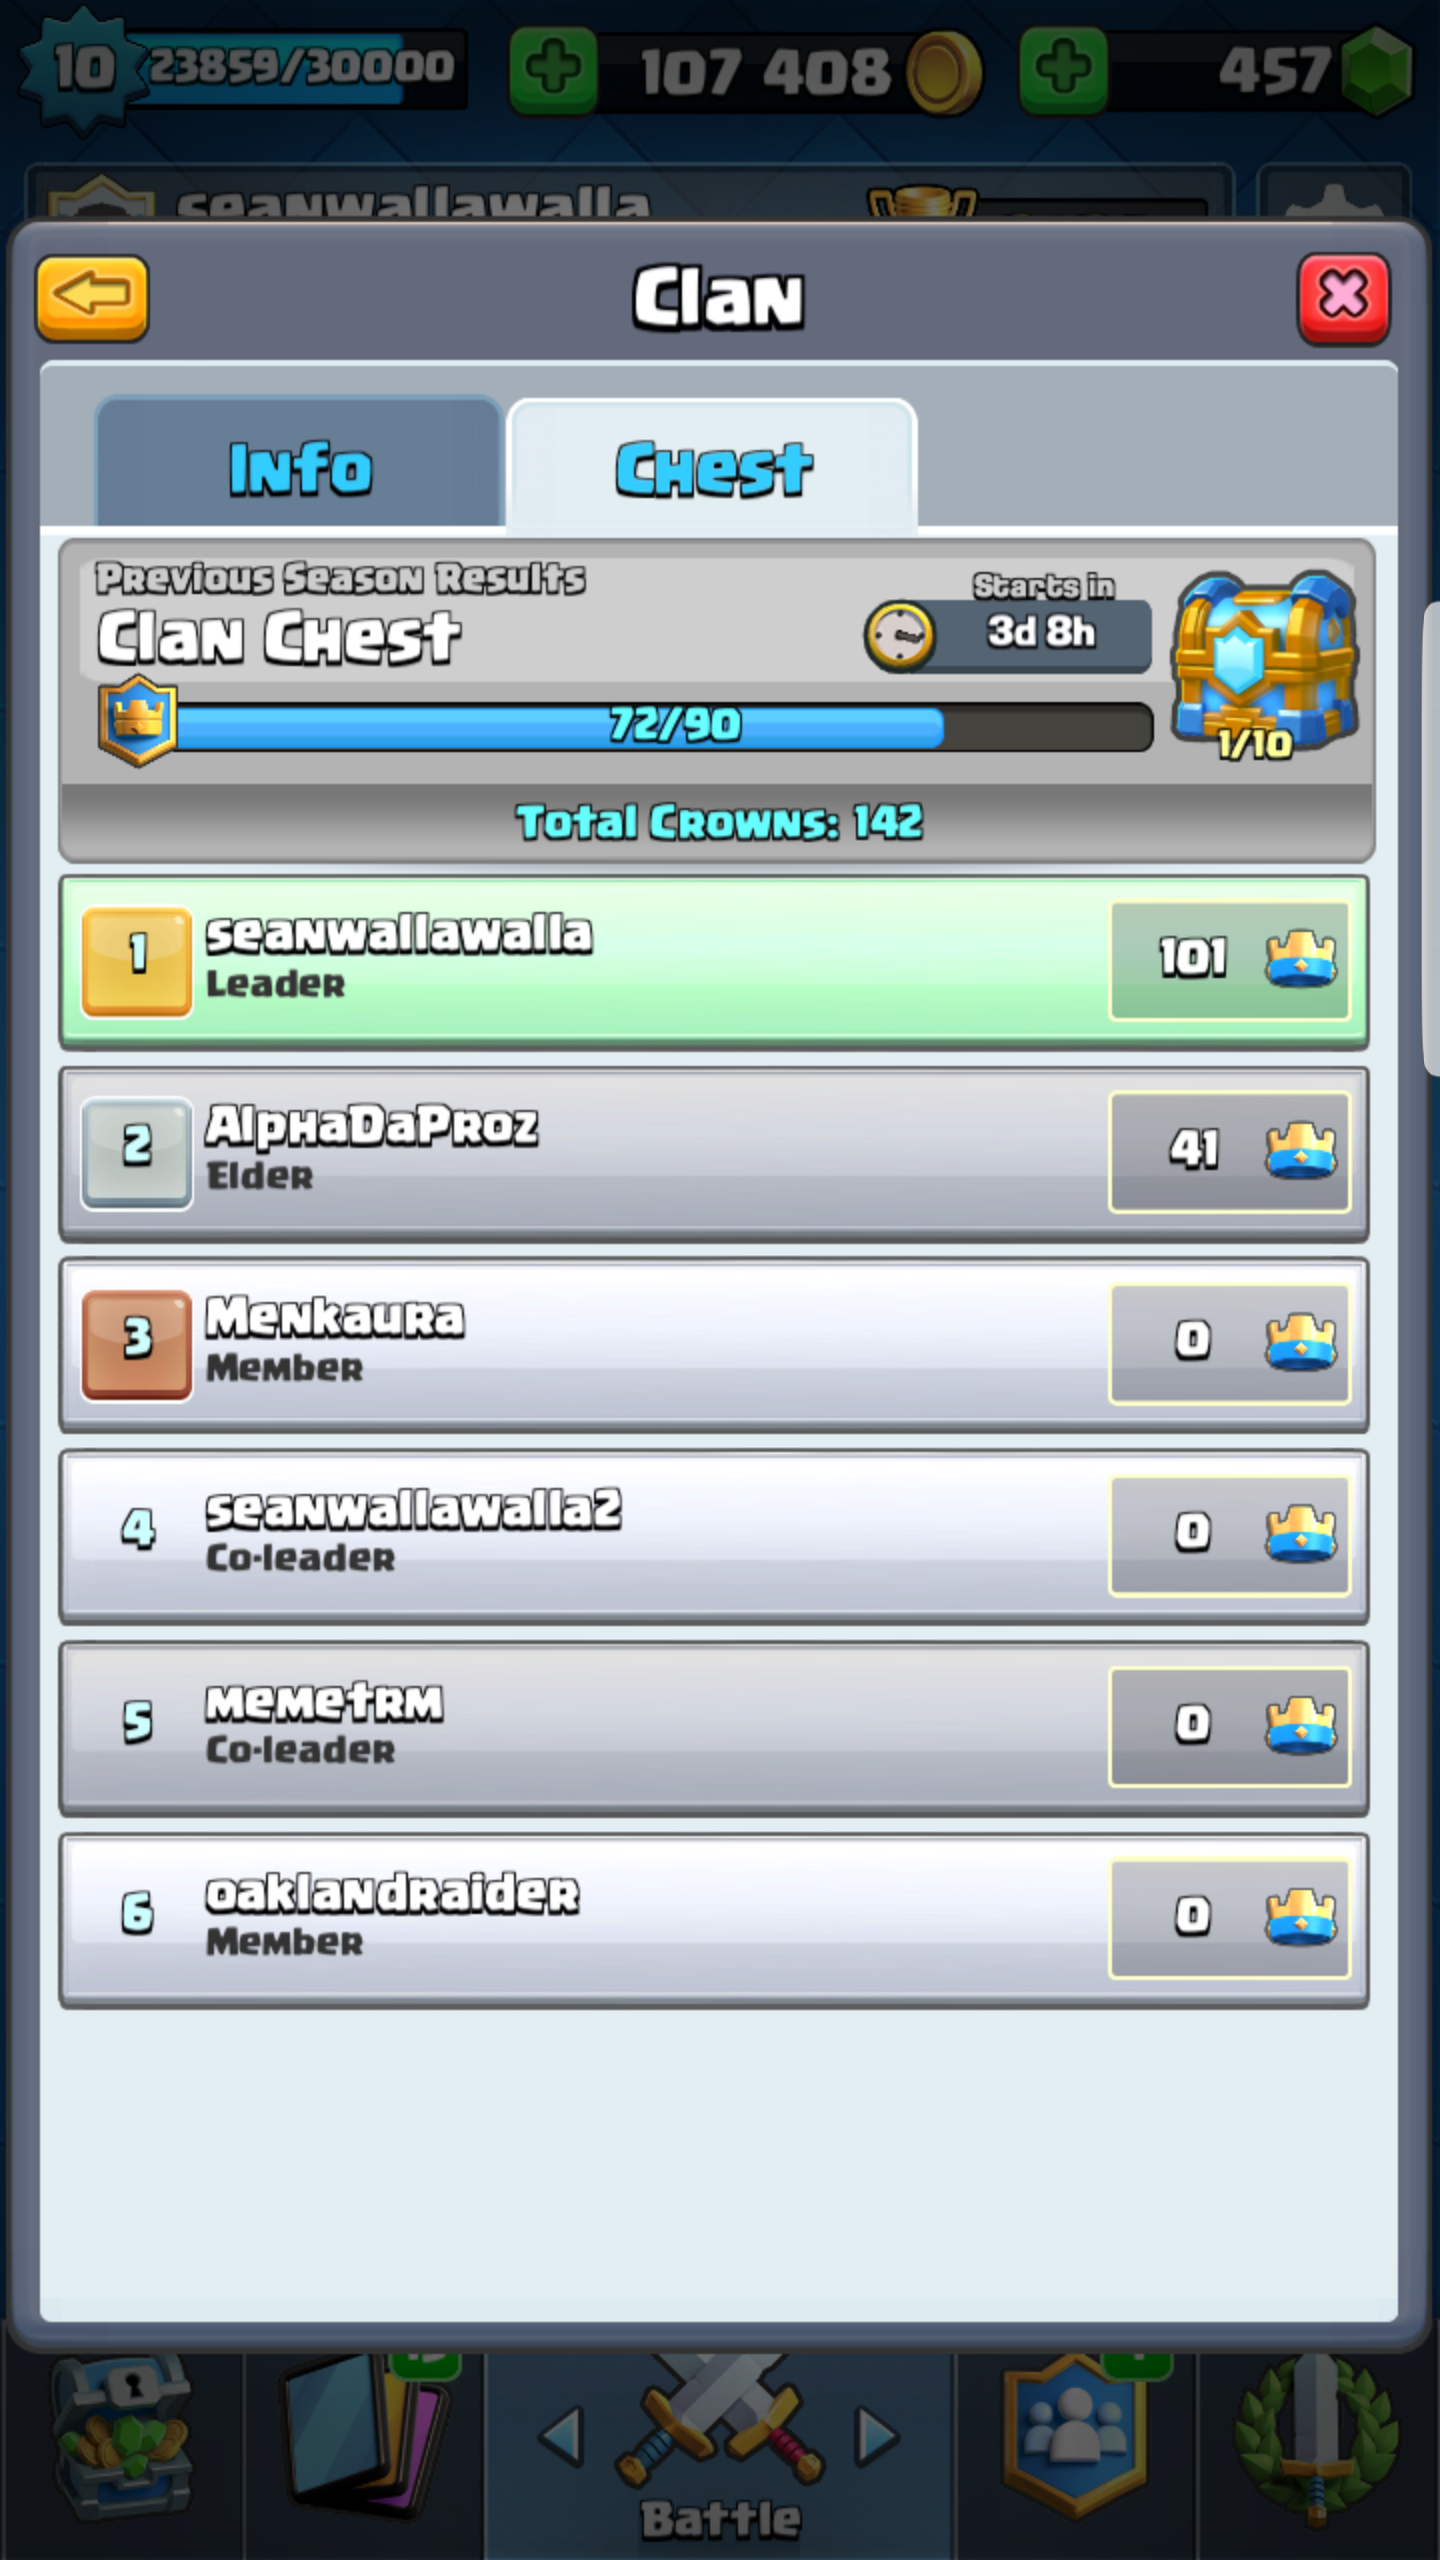 10 23859/30000 107 408 457
seanwallawalla
Clan
Info Chest
Previous Season Results
Clan Chest
Starts in
3d 8h
72/90
1/10
Total Crowns: 142
1 seanwallawalla 101
Leader
2 AlphaDaProz 41
Elder
3 Menkaura 0
Member
4 seanwallawalla2 0
Co-leader
5 memetrm 0
Co-leader
6 oaklandraider 0
Member
Battle